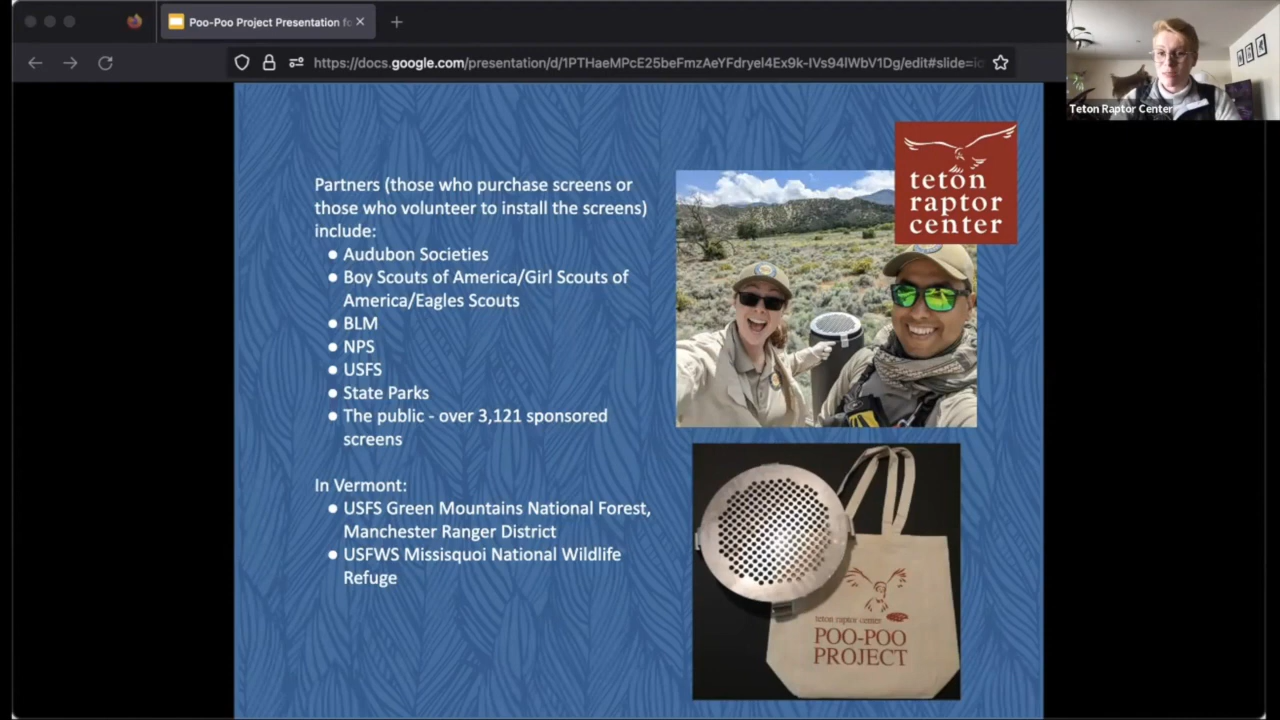 Poo-Poo Project Presentation fo
https://docs.google.com/presentation/d/1PTHaeMPcE25beFmzAeYFdryel4Ex9k-IVs94lWbV1Dg/edit#slide=i
Teton Raptor Center
teton
raptor
center
Partners (those who purchase screens or
those who volunteer to install the screens)
include:
● Audubon Societies
● Boy Scouts of America/Girl Scouts of
America/Eagles Scouts
● BLM
● NPS
● USFS
● State Parks
● The public - over 3,121 sponsored
screens
In Vermont:
● USFS Green Mountains National Forest,
Manchester Ranger District
● USFWS Missisquoi National Wildlife
Refuge
teton raptor center
POO-POO
PROJECT